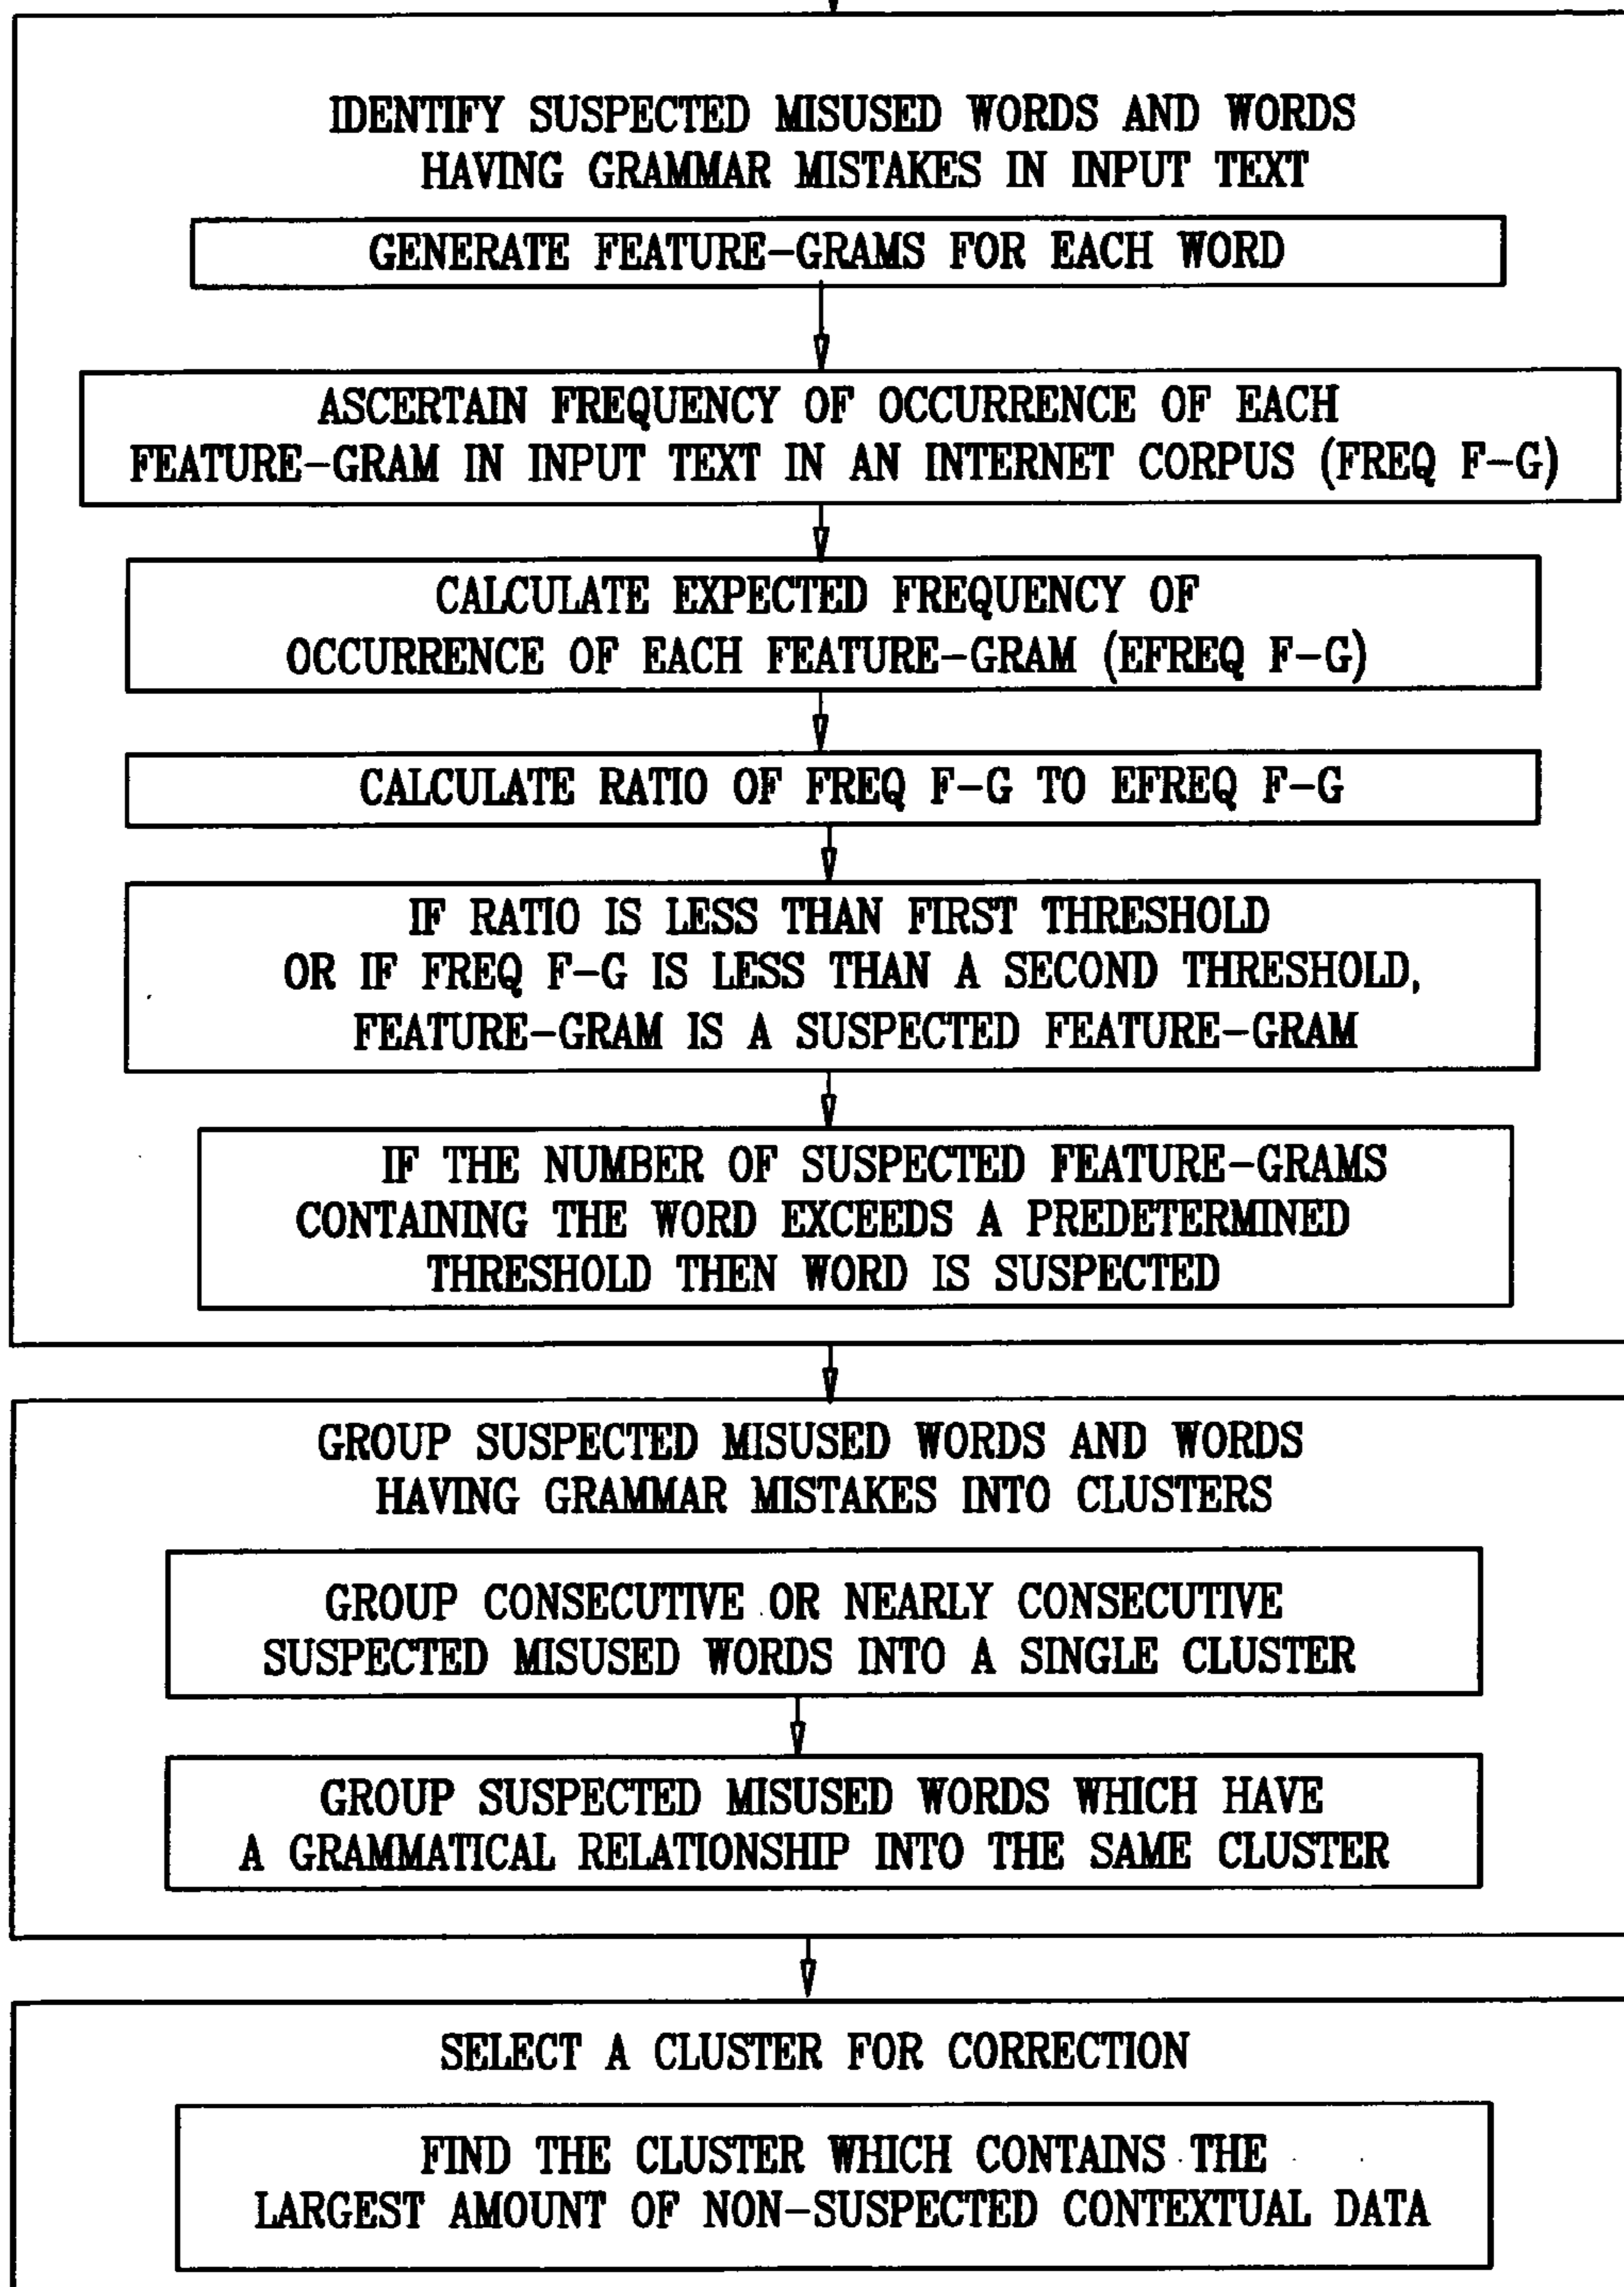 IDENTIFY SUSPECTED MISUSED WORDS AND WORDS
HAVING GRAMMAR MISTAKES IN INPUT TEXT
GENERATE FEATURE-GRAMS FOR EACH WORD
ASCERTAIN FREQUENCY OF OCCURRENCE OF EACH
FEATURE-GRAM IN INPUT TEXT IN AN INTERNET CORPUS (FREQ F-G)
CALCULATE EXPECTED FREQUENCY OF
OCCURRENCE OF EACH FEATURE-GRAM (EFREQ F-G)
CALCULATE RATIO OF FREQ F-G TO EFREQ F-G
IF RATIO IS LESS THAN FIRST THRESHOLD
OR IF FREQ F-G IS LESS THAN A SECOND THRESHOLD,
FEATURE-GRAM IS A SUSPECTED FEATURE-GRAM
IF THE NUMBER OF SUSPECTED FEATURE-GRAMS
CONTAINING THE WORD EXCEEDS A PREDETERMINED
THRESHOLD THEN WORD IS SUSPECTED
GROUP SUSPECTED MISUSED WORDS AND WORDS
HAVING GRAMMAR MISTAKES INTO CLUSTERS
GROUP CONSECUTIVE OR NEARLY CONSECUTIVE
SUSPECTED MISUSED WORDS INTO A SINGLE CLUSTER
GROUP SUSPECTED MISUSED WORDS WHICH HAVE
A GRAMMATICAL RELATIONSHIP INTO THE SAME CLUSTER
SELECT A CLUSTER FOR CORRECTION
FIND THE CLUSTER WHICH CONTAINS THE
LARGEST AMOUNT OF NON-SUSPECTED CONTEXTUAL DATA